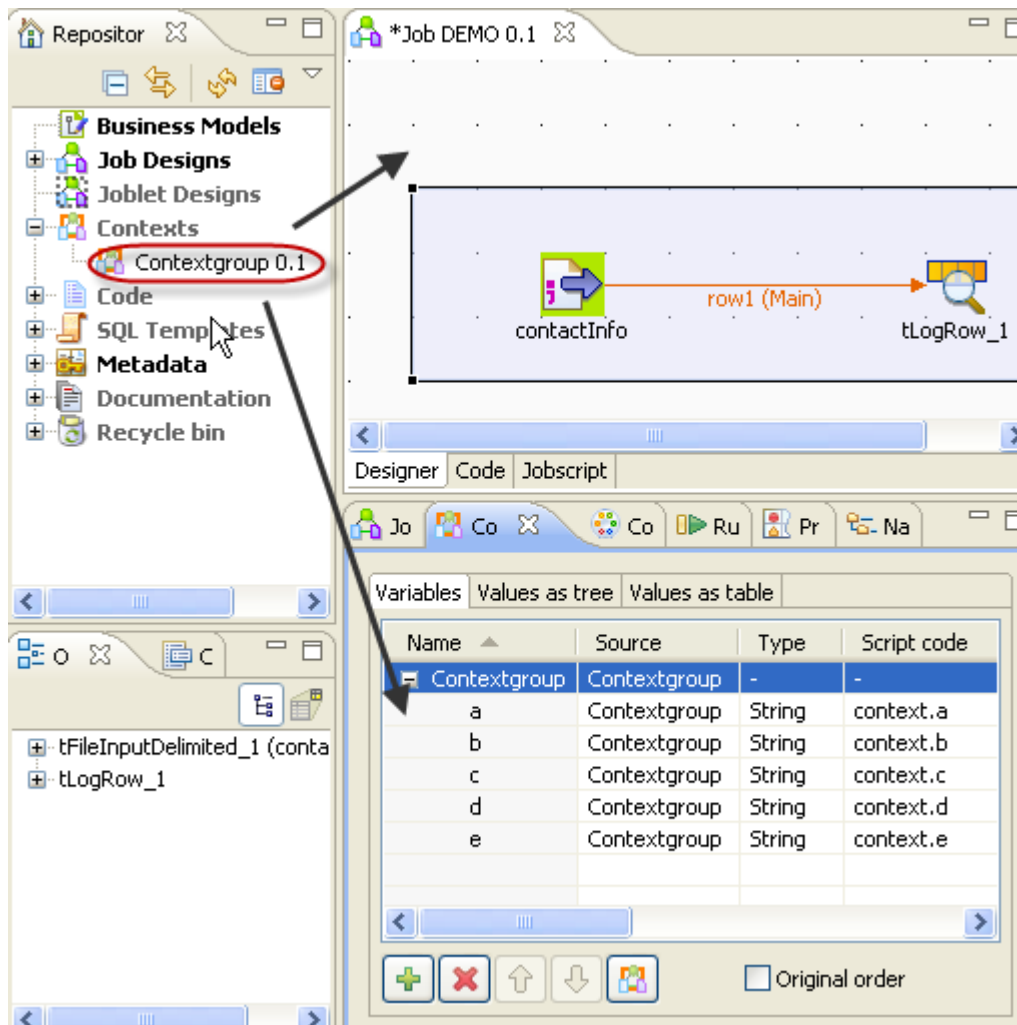 Repositor
Business Models
Job Designs
Joblet Designs
Contexts
Contextgroup 0.1
Code
SQL Templates
Metadata
Documentation
Recycle bin
*Job DEMO 0.1
contactInfo
row1 (Main)
tLogRow_1
Designer Code Jobscript
O C
tFileInputDelimited_1 (conta
tLogRow_1
Jo Co Co Ru Pr Na
Variables Values as tree Values as table
Name Source Type Script code
Contextgroup Contextgroup - -
a Contextgroup String context.a
b Contextgroup String context.b
c Contextgroup String context.c
d Contextgroup String context.d
e Contextgroup String context.e
Original order